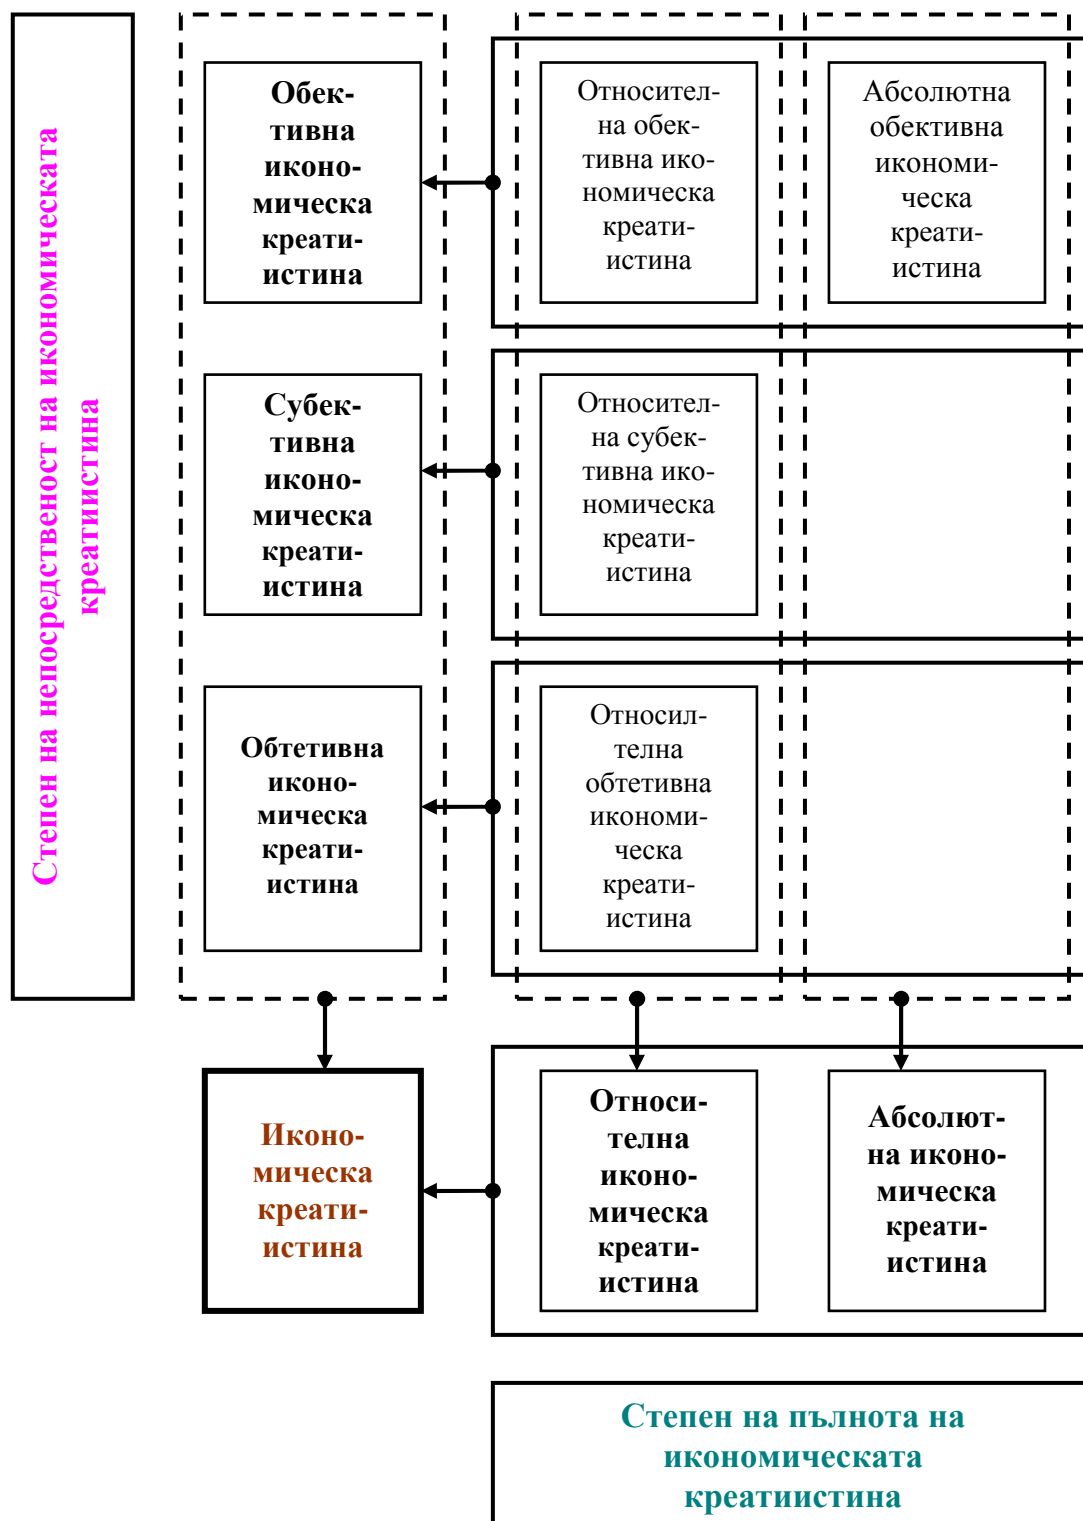 Степен на непосредственост на икономическата
креатиистина
Обек-
тивна
иконо-
мическа
креати-
истина
Относител-
на обек-
тивна ико-
номическа
креати-
истина
Абсолютна
обективна
икономи-
ческа
креати-
истина
Субек-
тивна
иконо-
мическа
креати-
истина
Относител-
на субек-
тивна ико-
номическа
креати-
истина
Обтетивна
иконо-
мическа
креати-
истина
Относил-
телна
обтетивна
икономи-
ческа
креати-
истина
Иконо-
мическа
креати-
истина
Относи-
телна
иконо-
мическа
креати-
истина
Абсолют-
на иконо-
мическа
креати-
истина
Степен на пълнота на
икономическата
креатиистина